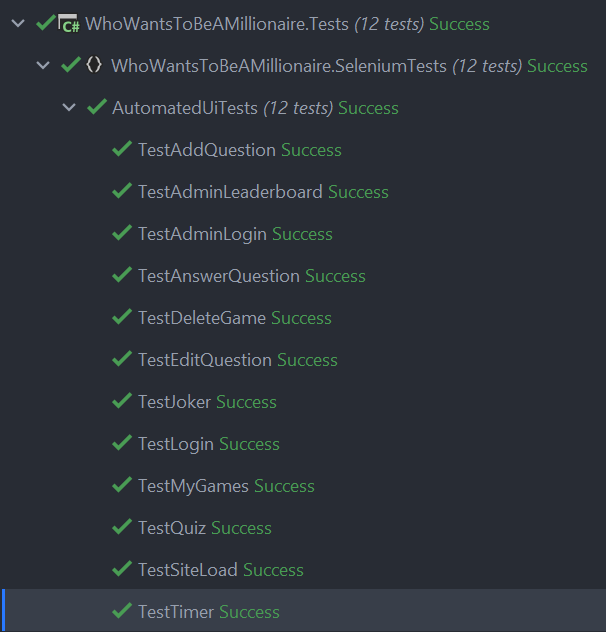 C# WhoWantsToBeAMillionaire.Tests (12 tests) Success
{} WhoWantsToBeAMillionaire.SeleniumTests (12 tests) Success
AutomatedUiTests (12 tests) Success
TestAddQuestion Success
TestAdminLeaderboard Success
TestAdminLogin Success
TestAnswerQuestion Success
TestDeleteGame Success
TestEditQuestion Success
TestJoker Success
TestLogin Success
TestMyGames Success
TestQuiz Success
TestSiteLoad Success
TestTimer Success